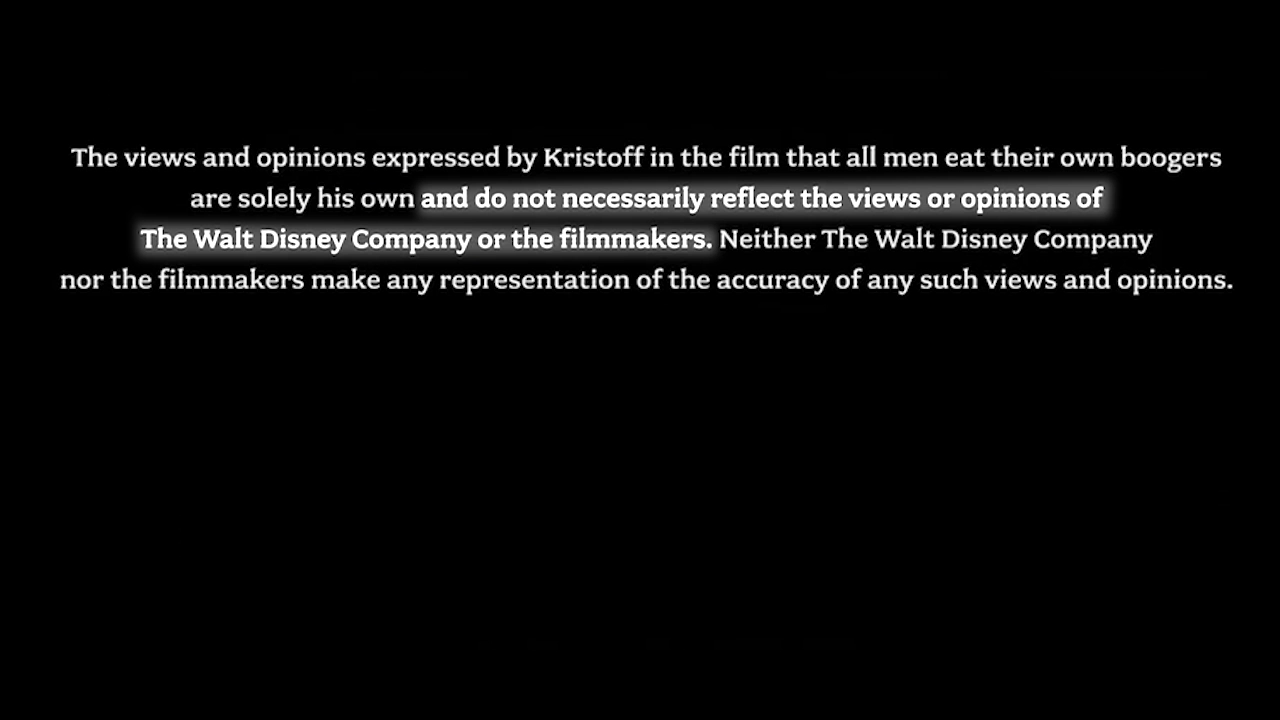 The views and opinions expressed by Kristoff in the film that all men eat their own boogers
are solely his own and do not necessarily reflect the views or opinions of
The Walt Disney Company or the filmmakers. Neither The Walt Disney Company
nor the filmmakers make any representation of the accuracy of any such views and opinions.